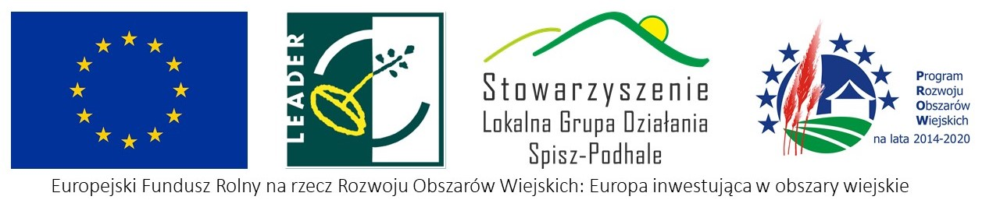 LEADER
Stowarzyszenie
Lokalna Grupa Działania
Spisz-Podhale
Program
Rozwoju
Obszarów
Wiejskich
na lata 2014-2020
Europejski Fundusz Rolny na rzecz Rozwoju Obszarów Wiejskich: Europa inwestująca w obszary wiejskie